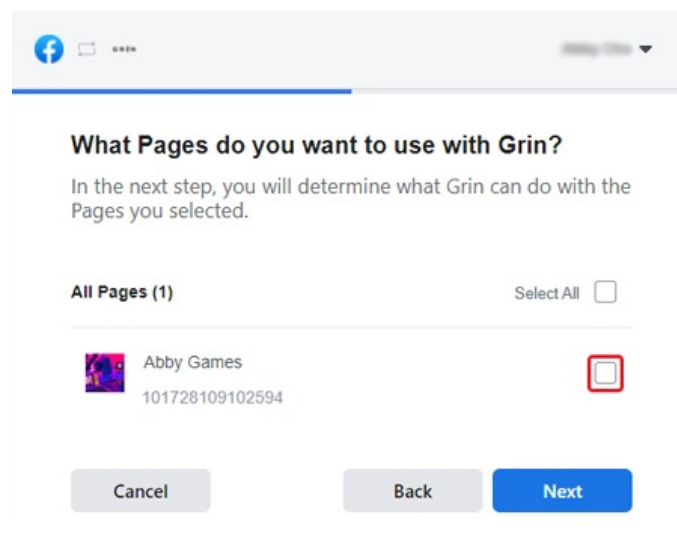 GRIN
What Pages do you want to use with Grin?
In the next step, you will determine what Grin can do with the
Pages you selected.
All Pages (1)
Select All
Abby Games
101728109102594
Cancel
Back
Next